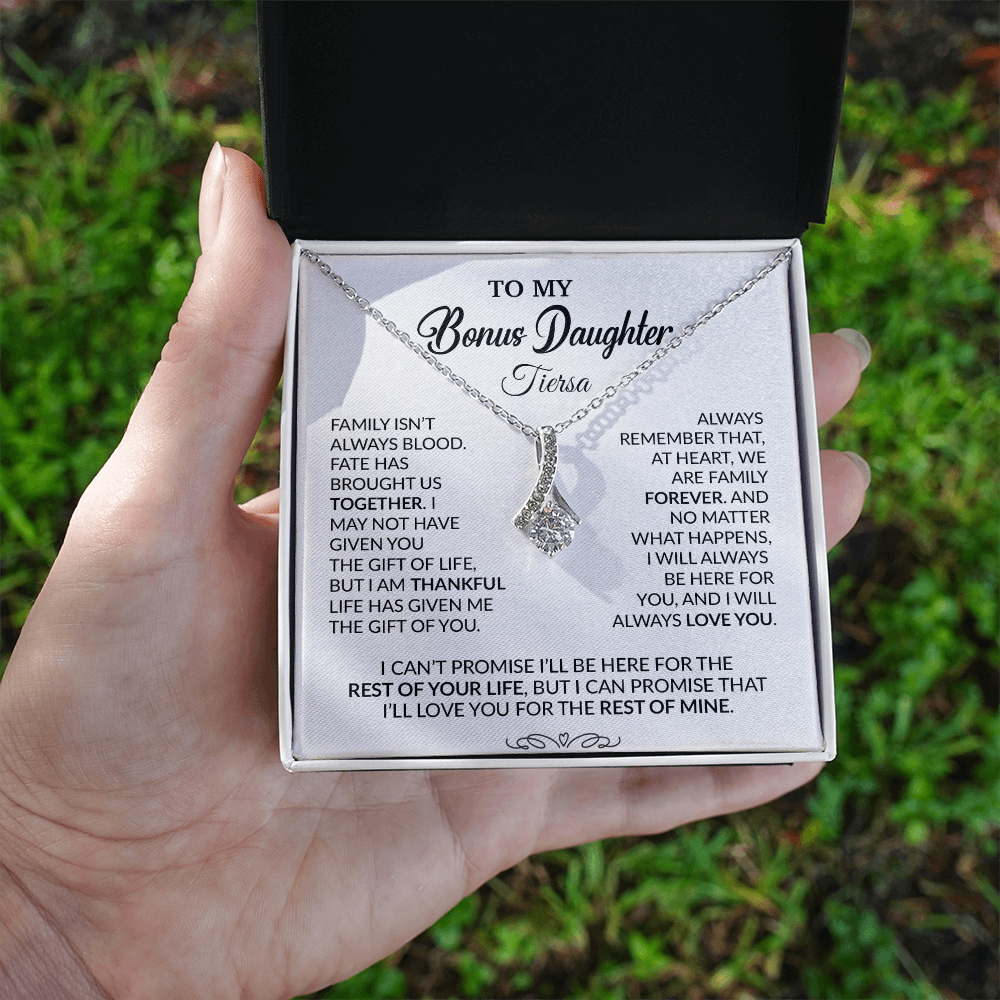 TO MY
Bonus Daughter
Tiersa
FAMILY ISN'T
ALWAYS BLOOD.
FATE HAS
BROUGHT US
TOGETHER. I
MAY NOT HAVE
GIVEN YOU
THE GIFT OF LIFE,
BUT I AM THANKFUL
LIFE HAS GIVEN ME
THE GIFT OF YOU.
ALWAYS
REMEMBER THAT,
AT HEART, WE
ARE FAMILY
FOREVER. AND
NO MATTER
WHAT HAPPENS,
I WILL ALWAYS
BE HERE FOR
YOU, AND I WILL
ALWAYS LOVE YOU.
I CAN'T PROMISE I'LL BE HERE FOR THE
REST OF YOUR LIFE, BUT I CAN PROMISE THAT
I'LL LOVE YOU FOR THE REST OF MINE.